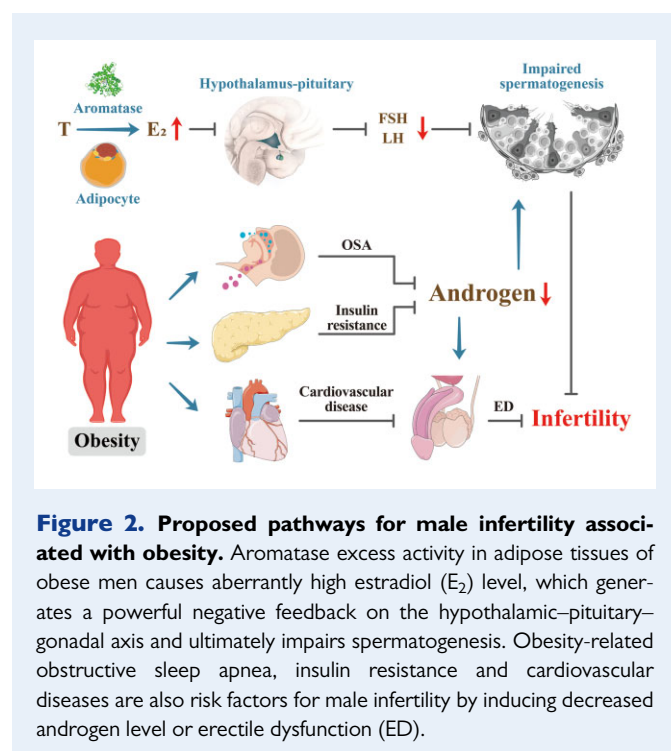 Impaired
spermatogenesis
Hypothalamus-pituitary
Aromatase
T
E₂
FSH
LH
Adipocyte
OSA
Androgen
Insulin
resistance
Cardiovascular
disease
ED
Infertility
Obesity
Figure 2. Proposed pathways for male infertility associ-
ated with obesity. Aromatase excess activity in adipose tissues of
obese men causes aberrantly high estradiol (E₂) level, which gener-
ates a powerful negative feedback on the hypothalamic–pituitary–
gonadal axis and ultimately impairs spermatogenesis. Obesity-related
obstructive sleep apnea, insulin resistance and cardiovascular
diseases are also risk factors for male infertility by inducing decreased
androgen level or erectile dysfunction (ED).